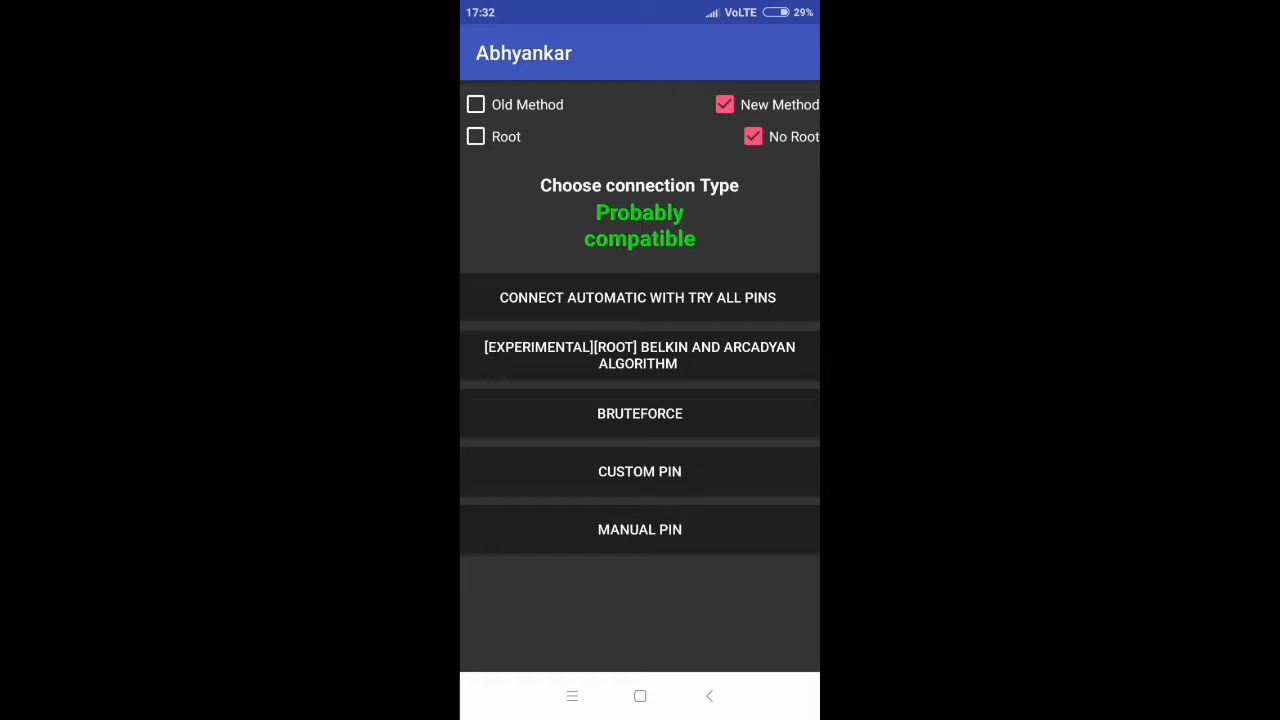 17:32 VoLTE 29%
Abhyankar
Old Method New Method
Root No Root
Choose connection Type
Probably
compatible
CONNECT AUTOMATIC WITH TRY ALL PINS
[EXPERIMENTAL][ROOT] BELKIN AND ARCADYAN
ALGORITHM
BRUTEFORCE
CUSTOM PIN
MANUAL PIN